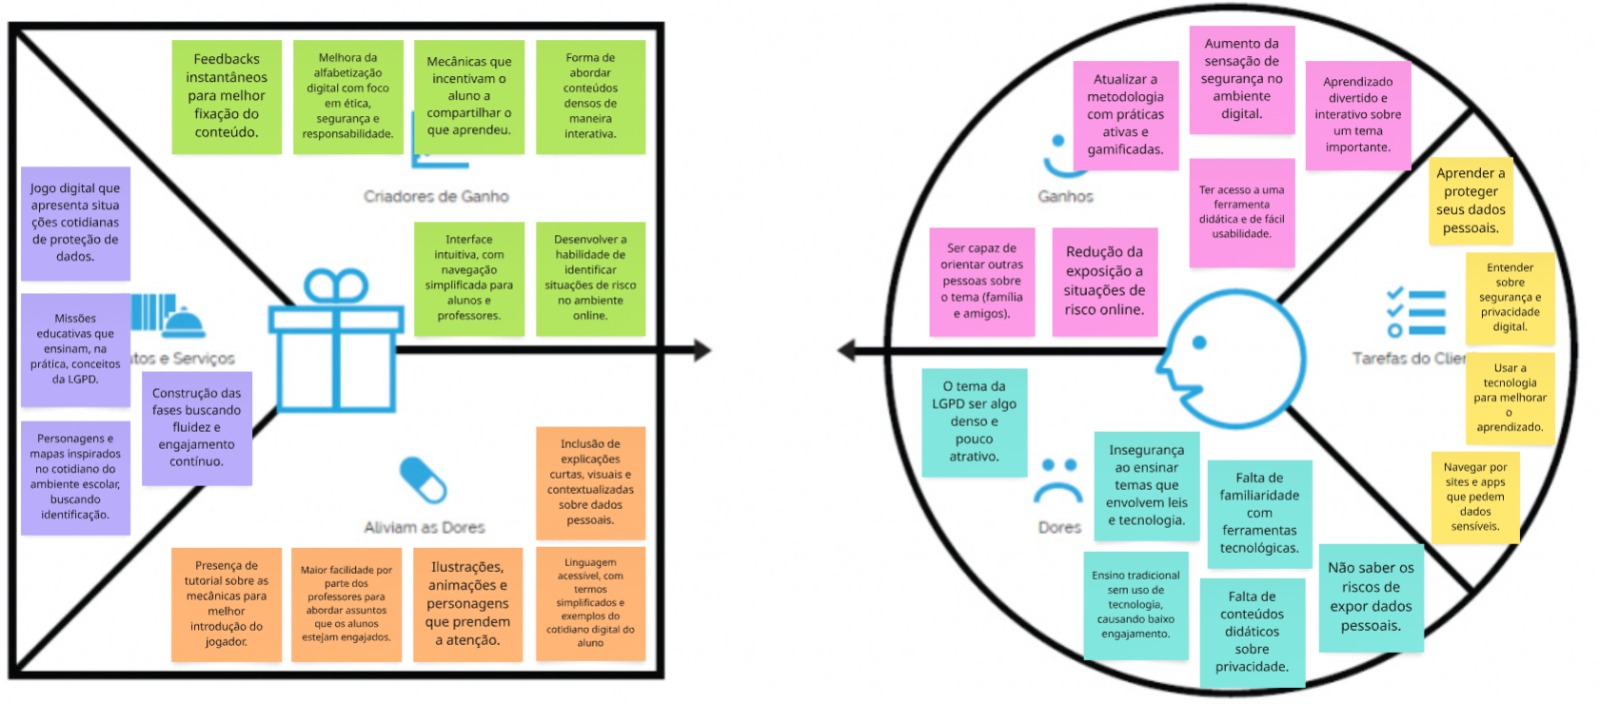 Feedbacks
instantâneos
para melhor
fixação do
conteúdo.
Melhora da
alfabetização
digital com foco
em ética,
segurança e
responsabilidade.
Mecânicas que
incentivam o
aluno a
compartilhar o
que aprendeu.
Forma de
abordar
conteúdos
densos de
maneira
interativa.
Criadores de Ganho
Interface
intuitiva, com
navegação
simplificada para
alunos e
professores.
Desenvolver a
habilidade de
identificar
situações de risco
no ambiente
online.
Jogo digital que
apresenta situa
ções cotidianas
de proteção de
dados.
Missões
educativas que
ensinam, na
prática, conceitos
da LGPD.
tos e Serviços
Construção das
fases buscando
fluidez e
engajamento
contínuo.
Personagens e
mapas inspirados
no cotidiano do
ambiente escolar,
buscando
identificação.
Inclusão de
explicações
curtas, visuais e
contextualizadas
sobre dados
pessoais.
Aliviam as Dores
Presença de
tutorial sobre as
mecânicas para
melhor
introdução do
jogador.
Maior facilidade por
parte dos
professores para
abordar assuntos
que os alunos
estejam engajados.
Ilustrações,
animações e
personagens
que prendem
a atenção.
Linguagem
acessível, com
termos
simplificados e
exemplos do
cotidiano digital do
aluno
Atualizar a
metodologia
com práticas
ativas e
gamificadas.
Aumento da
sensação de
segurança no
ambiente
digital.
Aprendizado
divertido e
interativo sobre
um tema
importante.
Ganhos
Ter acesso a uma
ferramenta
didática e de fácil
usabilidade.
Ser capaz de
orientar outras
pessoas sobre
o tema (família
e amigos).
Redução da
exposição a
situações de
risco online.
Aprender a
proteger
seus dados
pessoais.
Entender
sobre
segurança e
privacidade
digital.
Tarefas do Clien
Usar a
tecnologia
para melhorar
o
aprendizado.
Navegar por
sites e apps
que pedem
dados
sensíveis.
O tema da
LGPD ser algo
denso e
pouco
atrativo.
Dores
Insegurança
ao ensinar
temas que
envolvem leis
e tecnologia.
Falta de
familiaridade
com
ferramentas
tecnológicas.
Ensino tradicional
sem uso de
tecnologia,
causando baixo
engajamento.
Falta de
conteúdos
didáticos
sobre
privacidade.
Não saber os
riscos de
expor dados
pessoais.